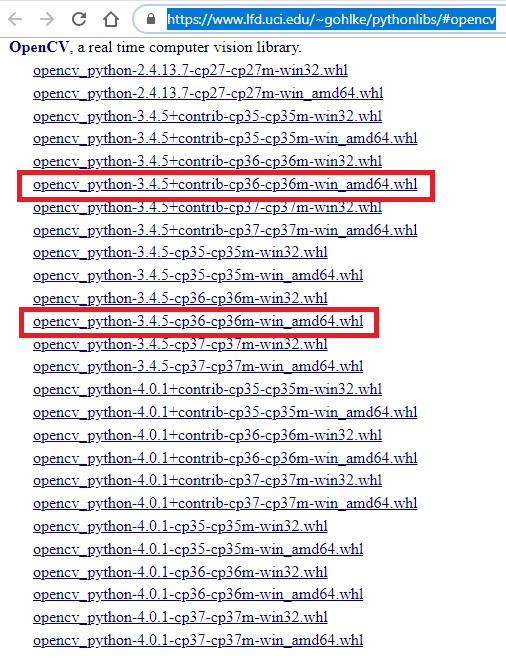 https://www.lfd.uci.edu/~gohlke/pythonlibs/#opencv
OpenCV, a real time computer vision library.
opencv_python-2.4.13.7-cp27-cp27m-win32.whl
opencv_python-2.4.13.7-cp27-cp27m-win_amd64.whl
opencv_python-3.4.5+contrib-cp35-cp35m-win32.whl
opencv_python-3.4.5+contrib-cp35-cp35m-win_amd64.whl
opencv_python-3.4.5+contrib-cp36-cp36m-win32.whl
opencv_python-3.4.5+contrib-cp36-cp36m-win_amd64.whl
opencv_python-3.4.5+contrib-cp37-cp37m-win32.whl
opencv_python-3.4.5+contrib-cp37-cp37m-win_amd64.whl
opencv_python-3.4.5-cp35-cp35m-win32.whl
opencv_python-3.4.5-cp35-cp35m-win_amd64.whl
opencv_python-3.4.5-cp36-cp36m-win32.whl
opencv_python-3.4.5-cp36-cp36m-win_amd64.whl
opencv_python-3.4.5-cp37-cp37m-win32.whl
opencv_python-3.4.5-cp37-cp37m-win_amd64.whl
opencv_python-4.0.1+contrib-cp35-cp35m-win32.whl
opencv_python-4.0.1+contrib-cp35-cp35m-win_amd64.whl
opencv_python-4.0.1+contrib-cp36-cp36m-win32.whl
opencv_python-4.0.1+contrib-cp36-cp36m-win_amd64.whl
opencv_python-4.0.1+contrib-cp37-cp37m-win32.whl
opencv_python-4.0.1+contrib-cp37-cp37m-win_amd64.whl
opencv_python-4.0.1-cp35-cp35m-win32.whl
opencv_python-4.0.1-cp35-cp35m-win_amd64.whl
opencv_python-4.0.1-cp36-cp36m-win32.whl
opencv_python-4.0.1-cp36-cp36m-win_amd64.whl
opencv_python-4.0.1-cp37-cp37m-win32.whl
opencv_python-4.0.1-cp37-cp37m-win_amd64.whl